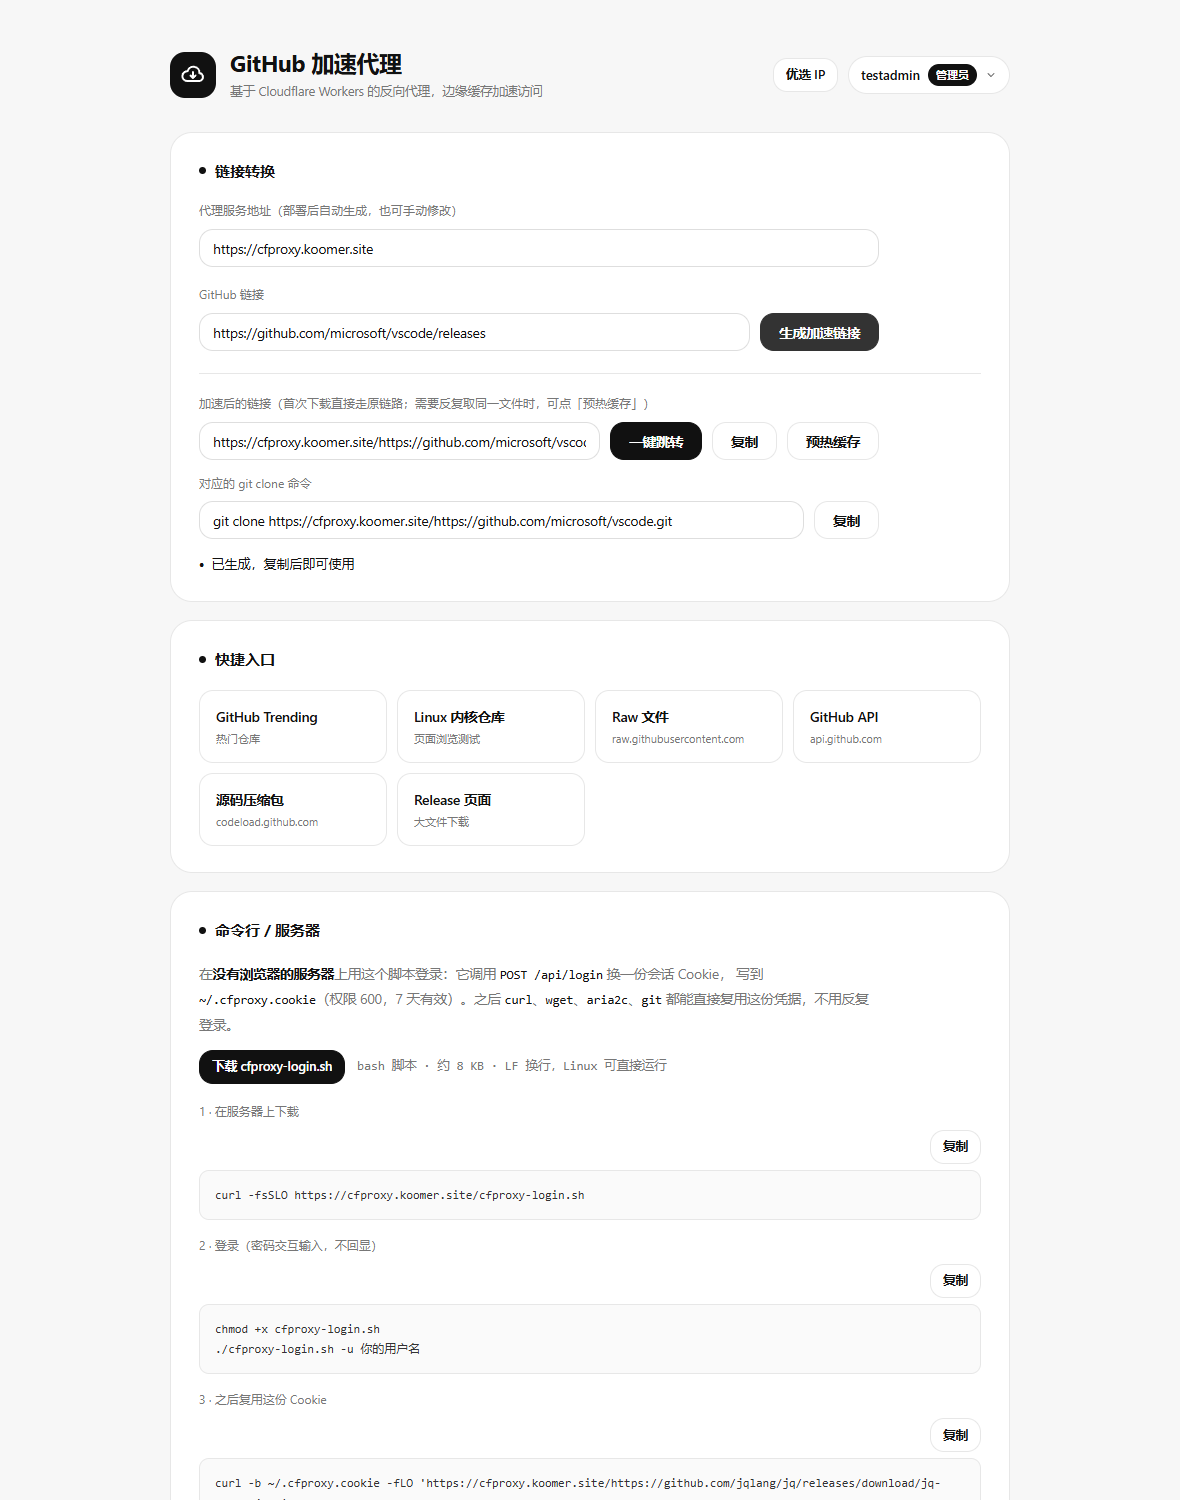 GitHub 加速代理
基于 Cloudflare Workers 的反向代理，边缘缓存加速访问
优选 IP
testadmin 管理员
链接转换
代理服务地址（部署后自动生成，也可手动修改）
https://cfproxy.koomer.site
GitHub 链接
https://github.com/microsoft/vscode/releases
生成加速链接
加速后的链接（首次下载直接走原链路；需要反复取同一文件时，可点「预热缓存」）
https://cfproxy.koomer.site/https://github.com/microsoft/vscoc
一键跳转
复制
预热缓存
对应的 git clone 命令
git clone https://cfproxy.koomer.site/https://github.com/microsoft/vscode.git
复制
• 已生成，复制后即可使用
快捷入口
GitHub Trending
热门仓库
Linux 内核仓库
页面浏览测试
Raw 文件
raw.githubusercontent.com
GitHub API
api.github.com
源码压缩包
codeload.github.com
Release 页面
大文件下载
命令行 / 服务器
在没有浏览器的服务器上用这个脚本登录：它调用 POST /api/login 换一份会话 Cookie， 写到
~/.cfproxy.cookie（权限 600，7 天有效）。之后 curl、wget、aria2c、git 都能直接复用这份凭据，不用反复
登录。
下载 cfproxy-login.sh
bash 脚本 · 约 8 KB · LF 换行，Linux 可直接运行
1 · 在服务器上下载
复制
curl -fsSLO https://cfproxy.koomer.site/cfproxy-login.sh
2 · 登录（密码交互输入，不回显）
复制
chmod +x cfproxy-login.sh
./cfproxy-login.sh -u 你的用户名
3 · 之后复用这份 Cookie
复制
curl -b ~/.cfproxy.cookie -fLO 'https://cfproxy.koomer.site/https://github.com/jqlang/jq/releases/download/jq-